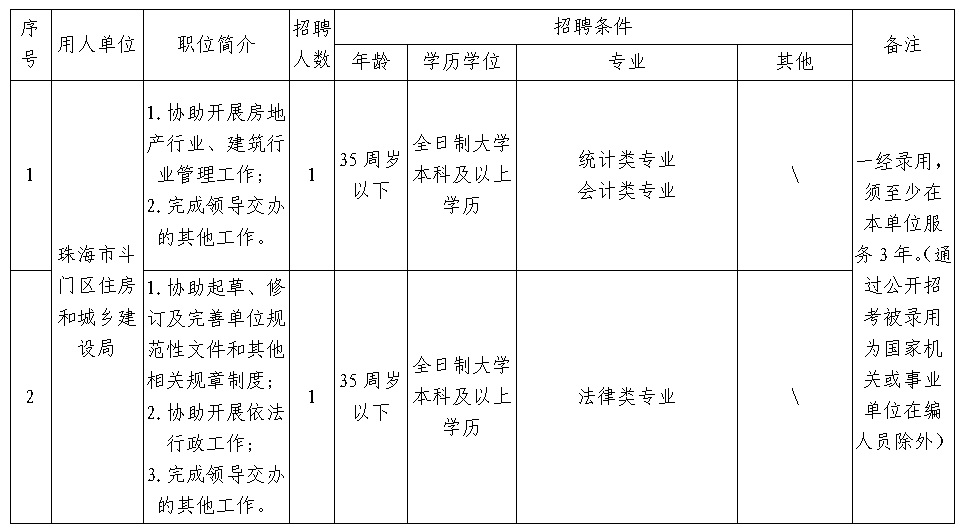 序号
用人单位
职位简介
招聘人数
招聘条件
备注
年龄
学历学位
专业
其他
1
珠海市斗
门区住房
和城乡建
设局
1. 协助开展房地
产行业、建筑行
业管理工作；
2. 完成领导交办
的其他工作。
1
35 周岁
以下
全日制大学
本科及以上
学历
统计类专业
会计类专业
\
一经录用，
须至少在
本单位服
务 3 年。（通
过公开招
考被录用
为国家机
关或事业
单位在编
人员除外）
2
1. 协助起草、修
订及完善单位规
范性文件和其他
相关规章制度；
2. 协助开展依法
行政工作；
3. 完成领导交办
的其他工作。
1
35 周岁
以下
全日制大学
本科及以上
学历
法律类专业
\